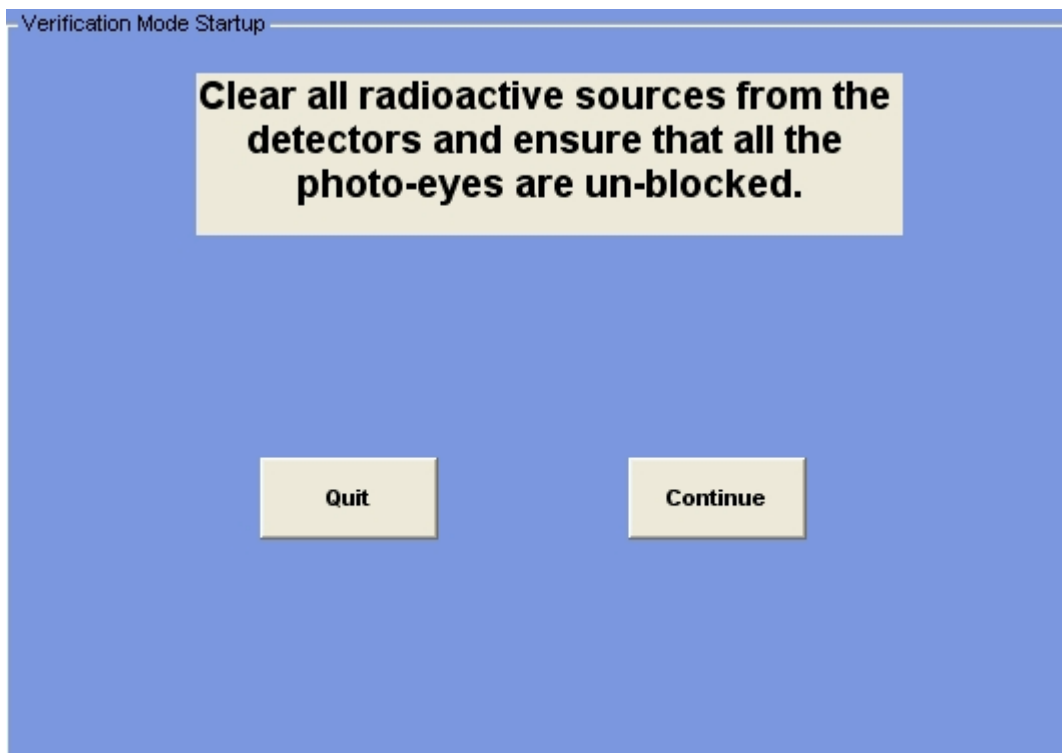 Verification Mode Startup
Clear all radioactive sources from the
detectors and ensure that all the
photo-eyes are un-blocked.
Quit
Continue